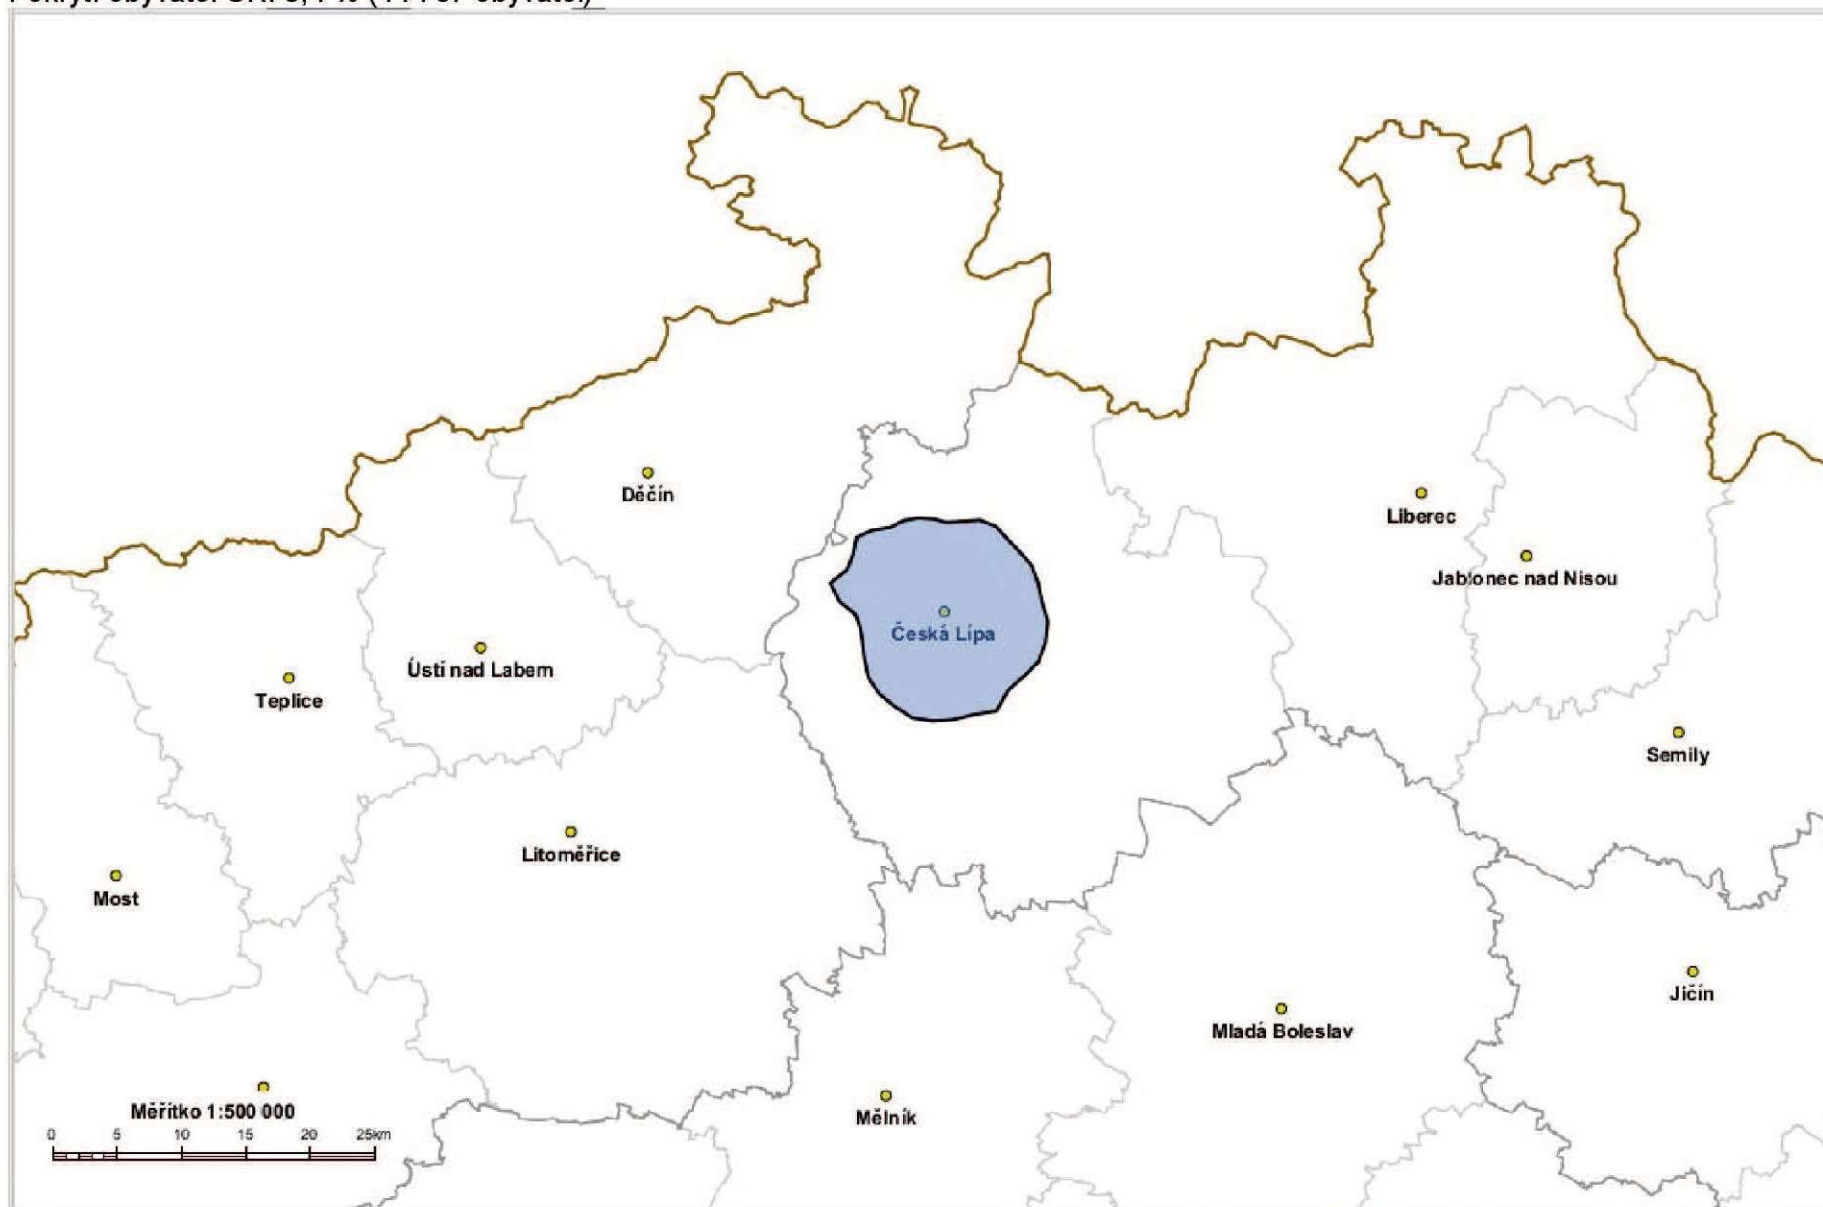 Děčín
Liberec
Jablonec nad Nisou
Česká Lípa
Ústí nad Labem
Teplice
Semily
Litoměřice
Most
Jičín
Mladá Boleslav
Měřítko 1:500 000
Mělník
0 5 10 15 20 25km